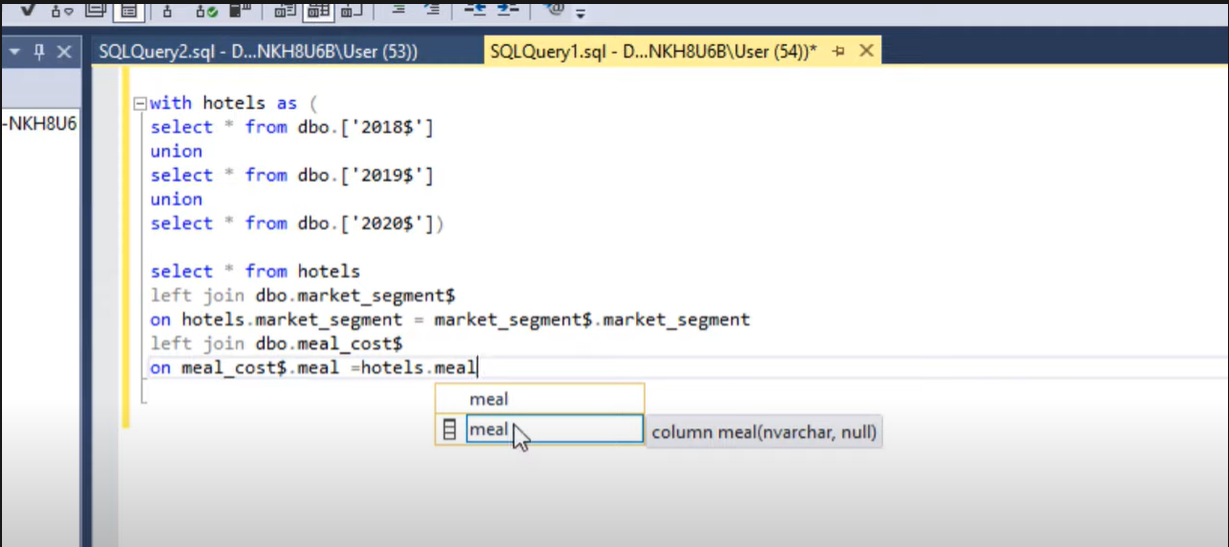 SQLQuery2.sql - D...NKH8U6B\User (53))
SQLQuery1.sql - D...NKH8U6B\User (54))*
-NKH8U6
with hotels as (
select * from dbo.['2018$']
union
select * from dbo.['2019$']
union
select * from dbo.['2020$'])
select * from hotels
left join dbo.market_segment$
on hotels.market_segment = market_segment$.market_segment
left join dbo.meal_cost$
on meal_cost$.meal =hotels.meal
meal
meal
column meal(nvarchar, null)